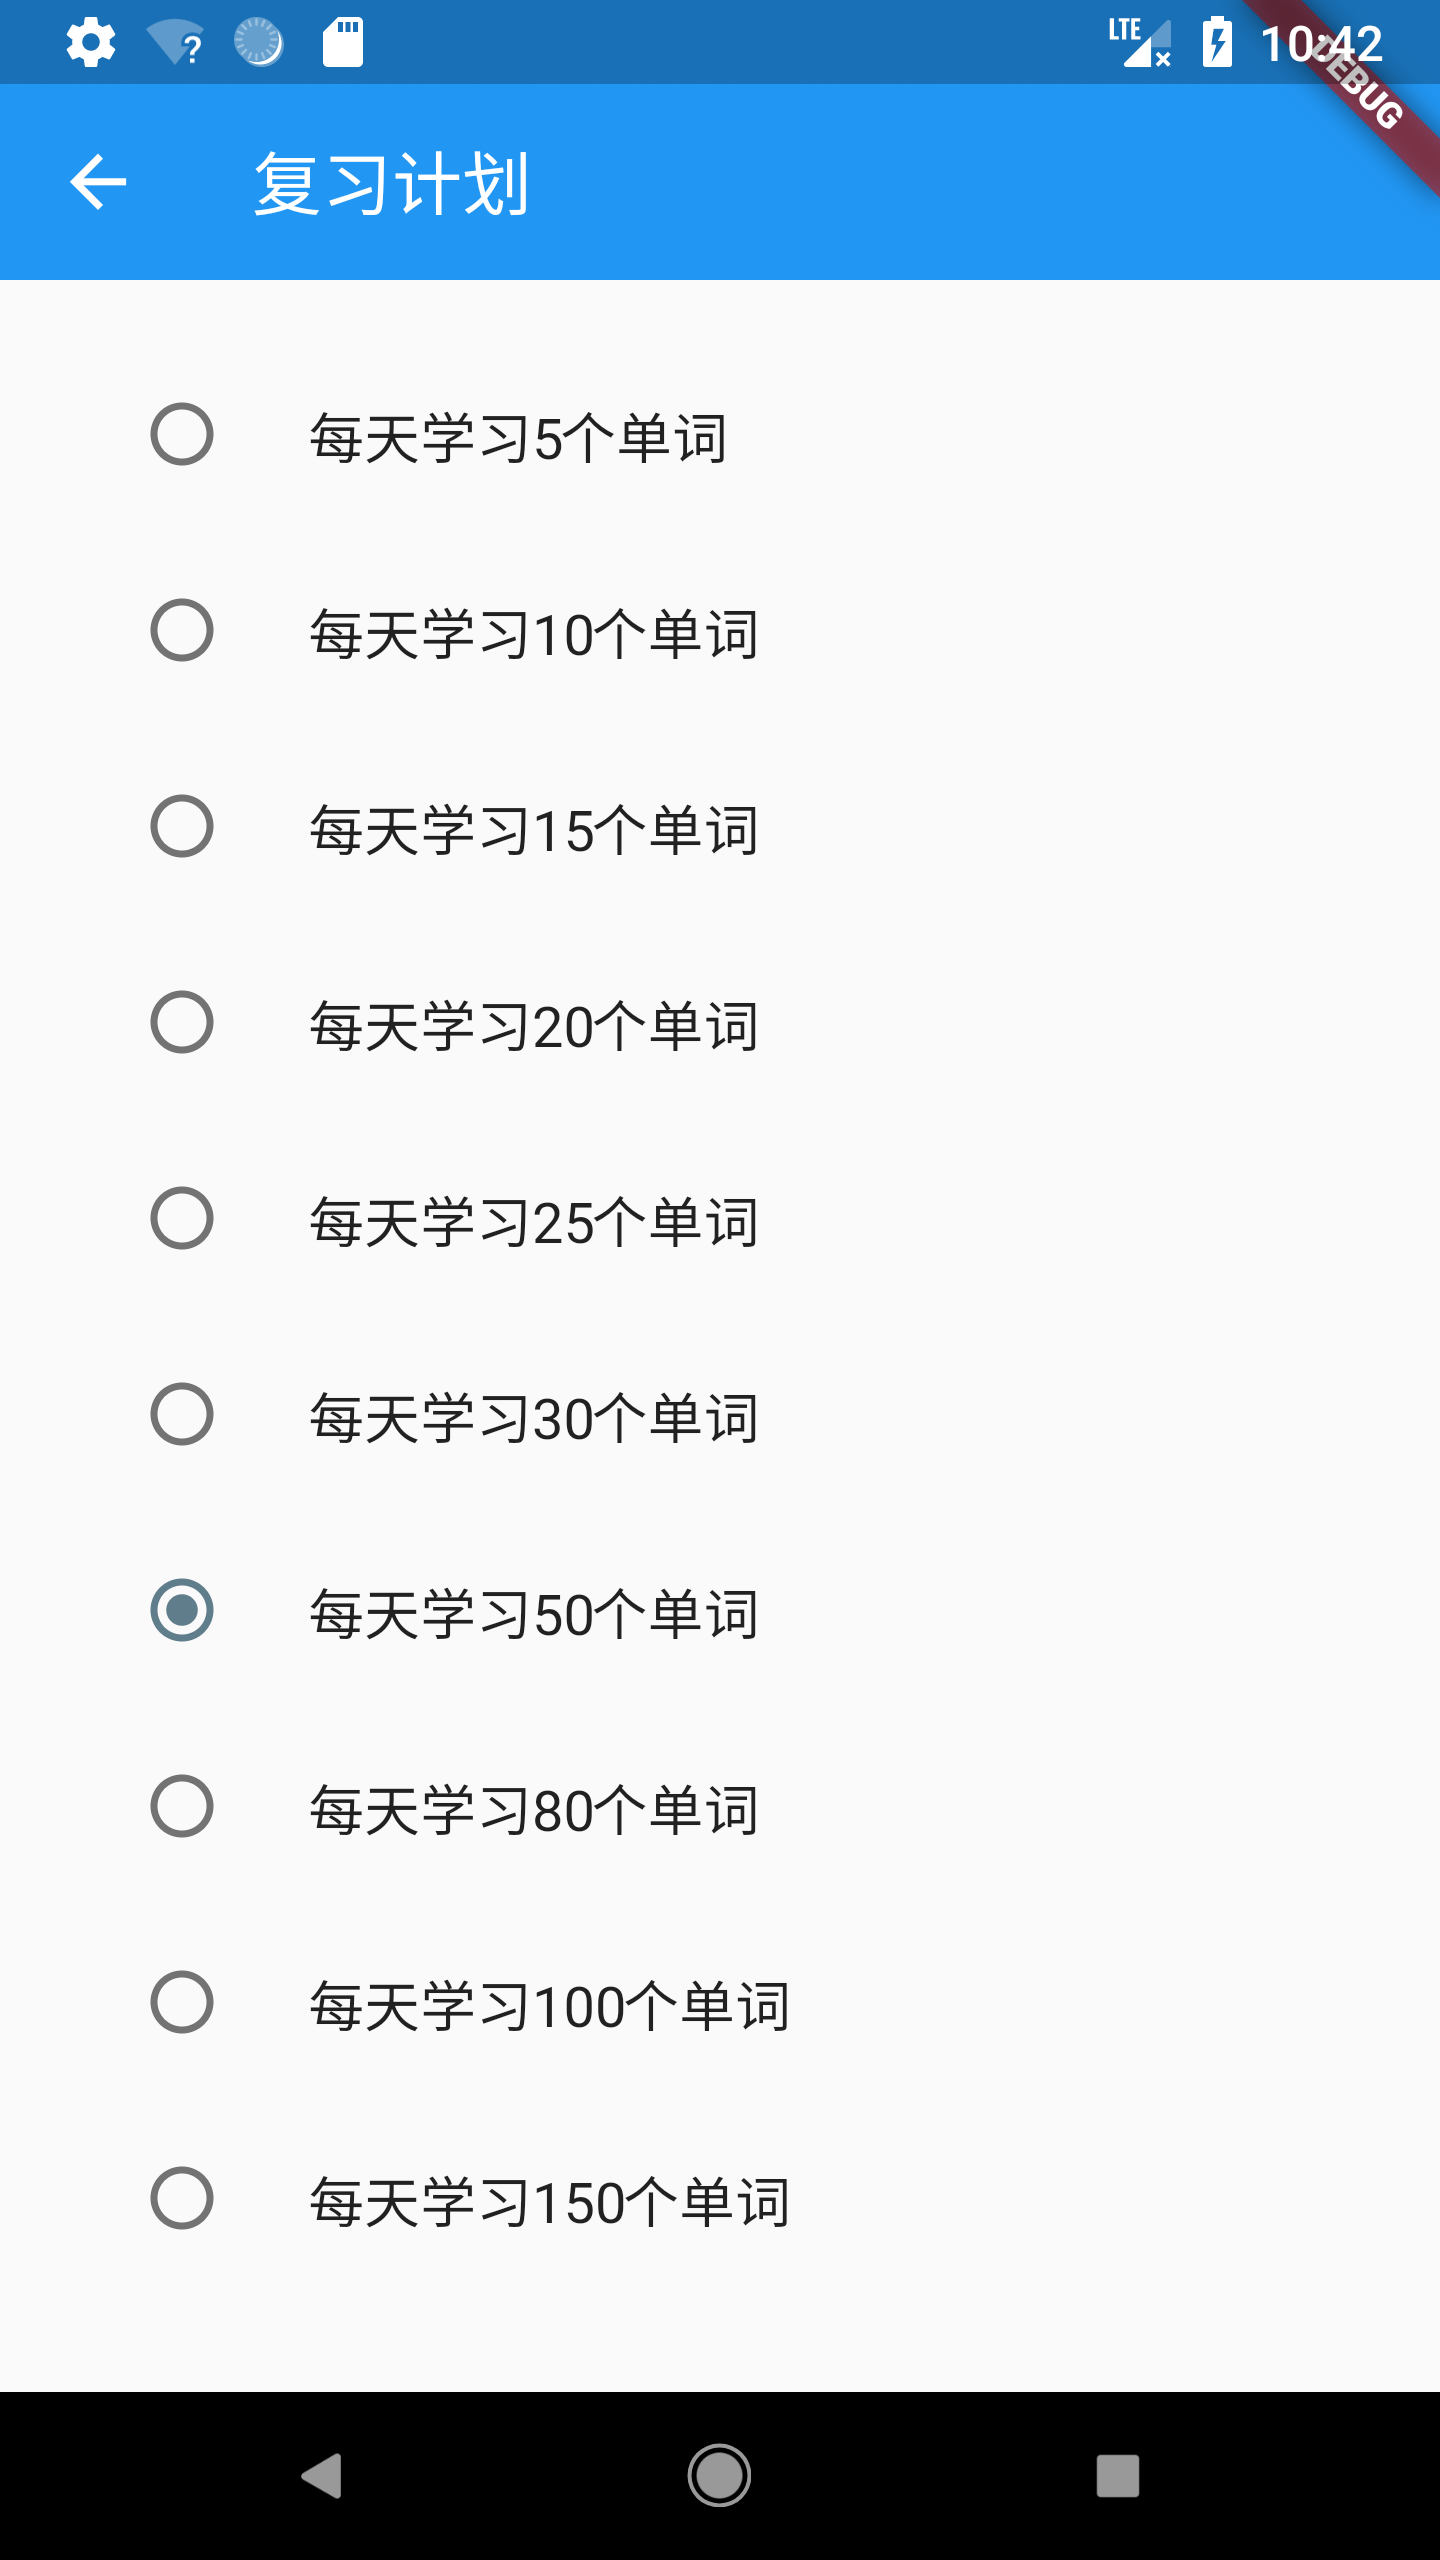 LTE 10:42
DEBUG
复习计划
每天学习5个单词
每天学习10个单词
每天学习15个单词
每天学习20个单词
每天学习25个单词
每天学习30个单词
每天学习50个单词
每天学习80个单词
每天学习100个单词
每天学习150个单词